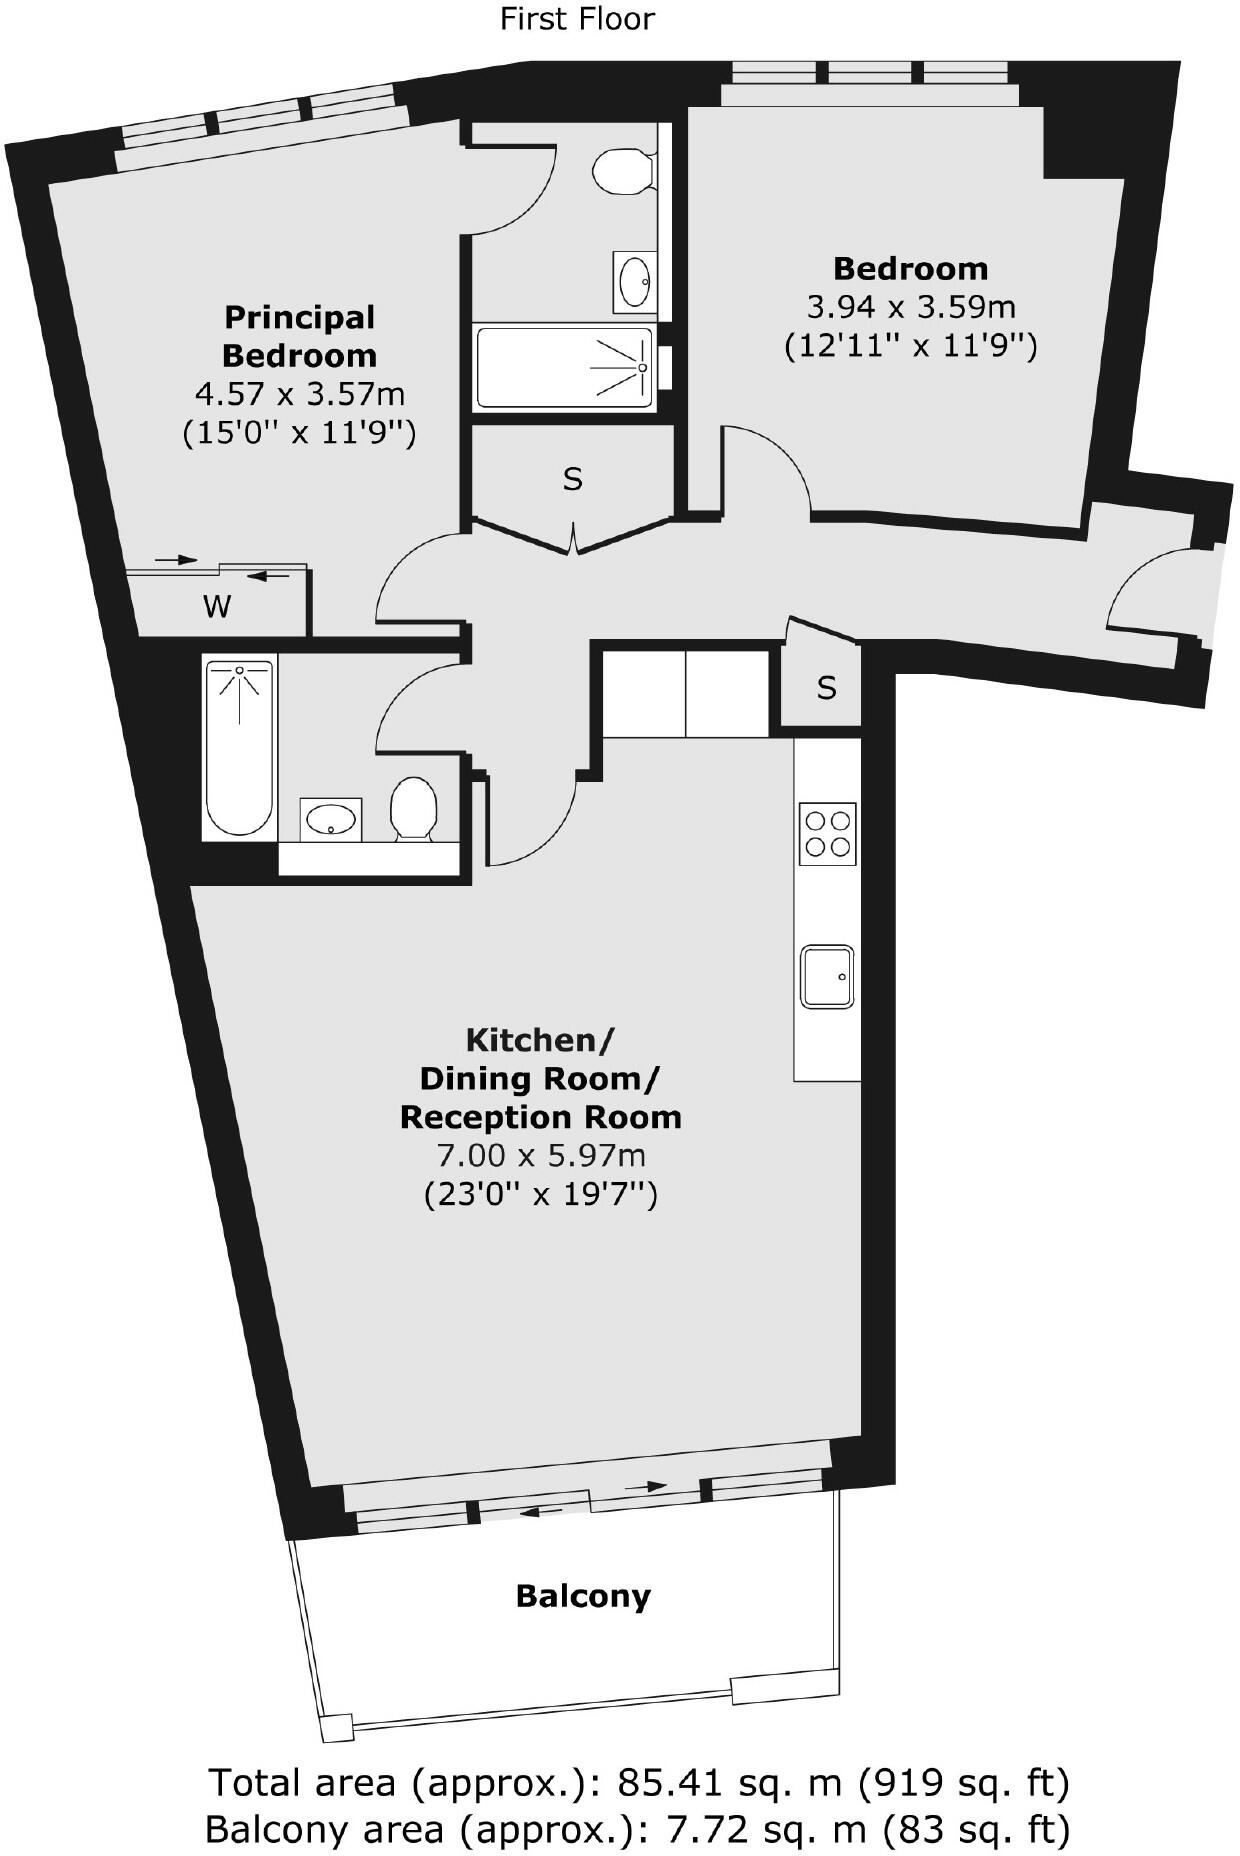 First Floor
Principal
Bedroom
4.57 x 3.57m
(15'0'' x 11'9'')
Bedroom
3.94 x 3.59m
(12'11'' x 11'9'')
S
W
S
Kitchen/
Dining Room/
Reception Room
7.00 x 5.97m
(23'0'' x 19'7'')
Balcony
Total area (approx.): 85.41 sq. m (919 sq. ft)
Balcony area (approx.): 7.72 sq. m (83 sq. ft)